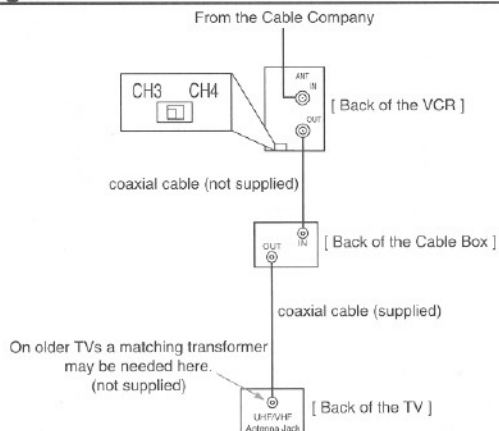 From the Cable Company
CH3 CH4
ANT
IN
[ Back of the VCR ]
OUT
coaxial cable (not supplied)
OUT IN
[ Back of the Cable Box ]
coaxial cable (supplied)
On older TVs a matching transformer
may be needed here.
(not supplied)
UHF/VHF
Antenna Jack
[ Back of the TV ]